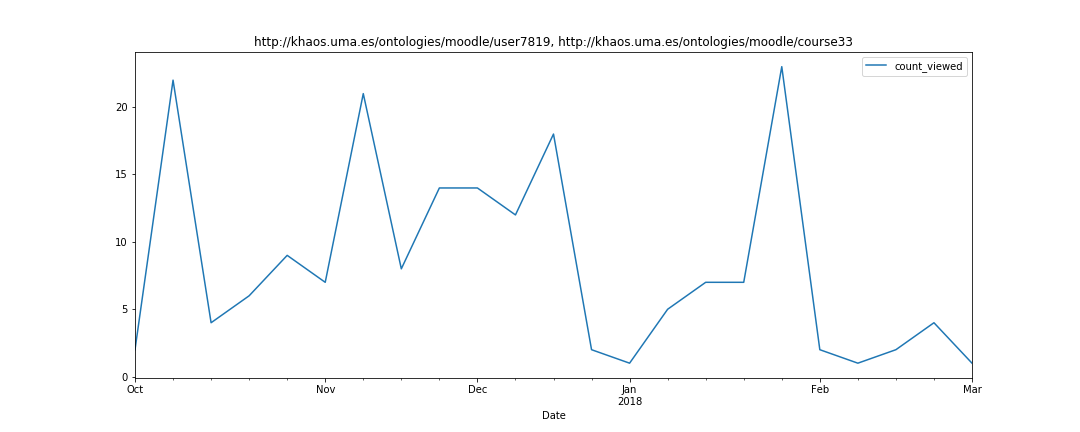 http://khaos.uma.es/ontologies/moodle/user7819, http://khaos.uma.es/ontologies/moodle/course33
count_viewed
20
15
10
5
0
Oct
Nov
Dec
Jan
2018
Feb
Mar
Date